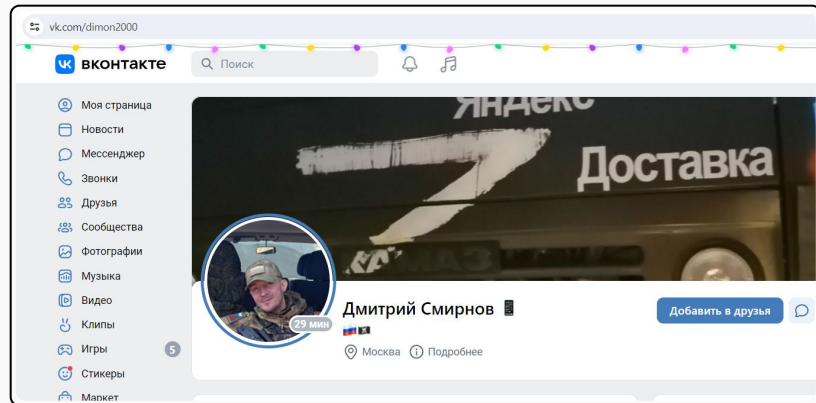 vk.com/dimon2000
вконтакте
Поиск
Моя страница
Новости
Мессенджер
Звонки
Друзья
Сообщества
Фотографии
Музыка
Видео
Клипы
Игры 5
Стикеры
Маркет
Яндекс
Доставка
КАМАЗ
29 мин
Дмитрий Смирнов
Добавить в друзья
Москва Подробнее